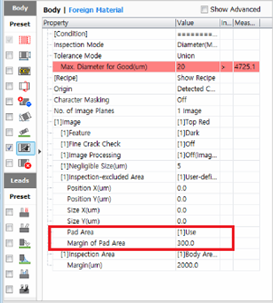 Body
Body | Foreign Material
Show Advanced
Preset
Property Value In... Meas...
[Condition] ========...
Inspection Mode Diameter(M...
Tolerance Mode Union
Max. Diameter for Good(um) 20 > 4725.1
[Recipe] Show Recipe
Origin Detected C...
Character Masking Off
No. of Image Planes 1 Image
[1]Image [1]Top Red
[1]Feature [1]Dark
[1]Fine Crack Check [1]Off
[1]Image Processing [1]Off(Imag...
[1]Negligible Size(um) 5
[1]Inspection-excluded Area [1]User-defi...
Position X(um) 0.0
Position Y(um) 0.0
Size X(um) 0.0
Size Y(um) 0.0
Leads
Preset
Pad Area [1]Use
Margin of Pad Area 300.0
[1]Inspection Area [1]Body Are...
Margin(um) 2000.0